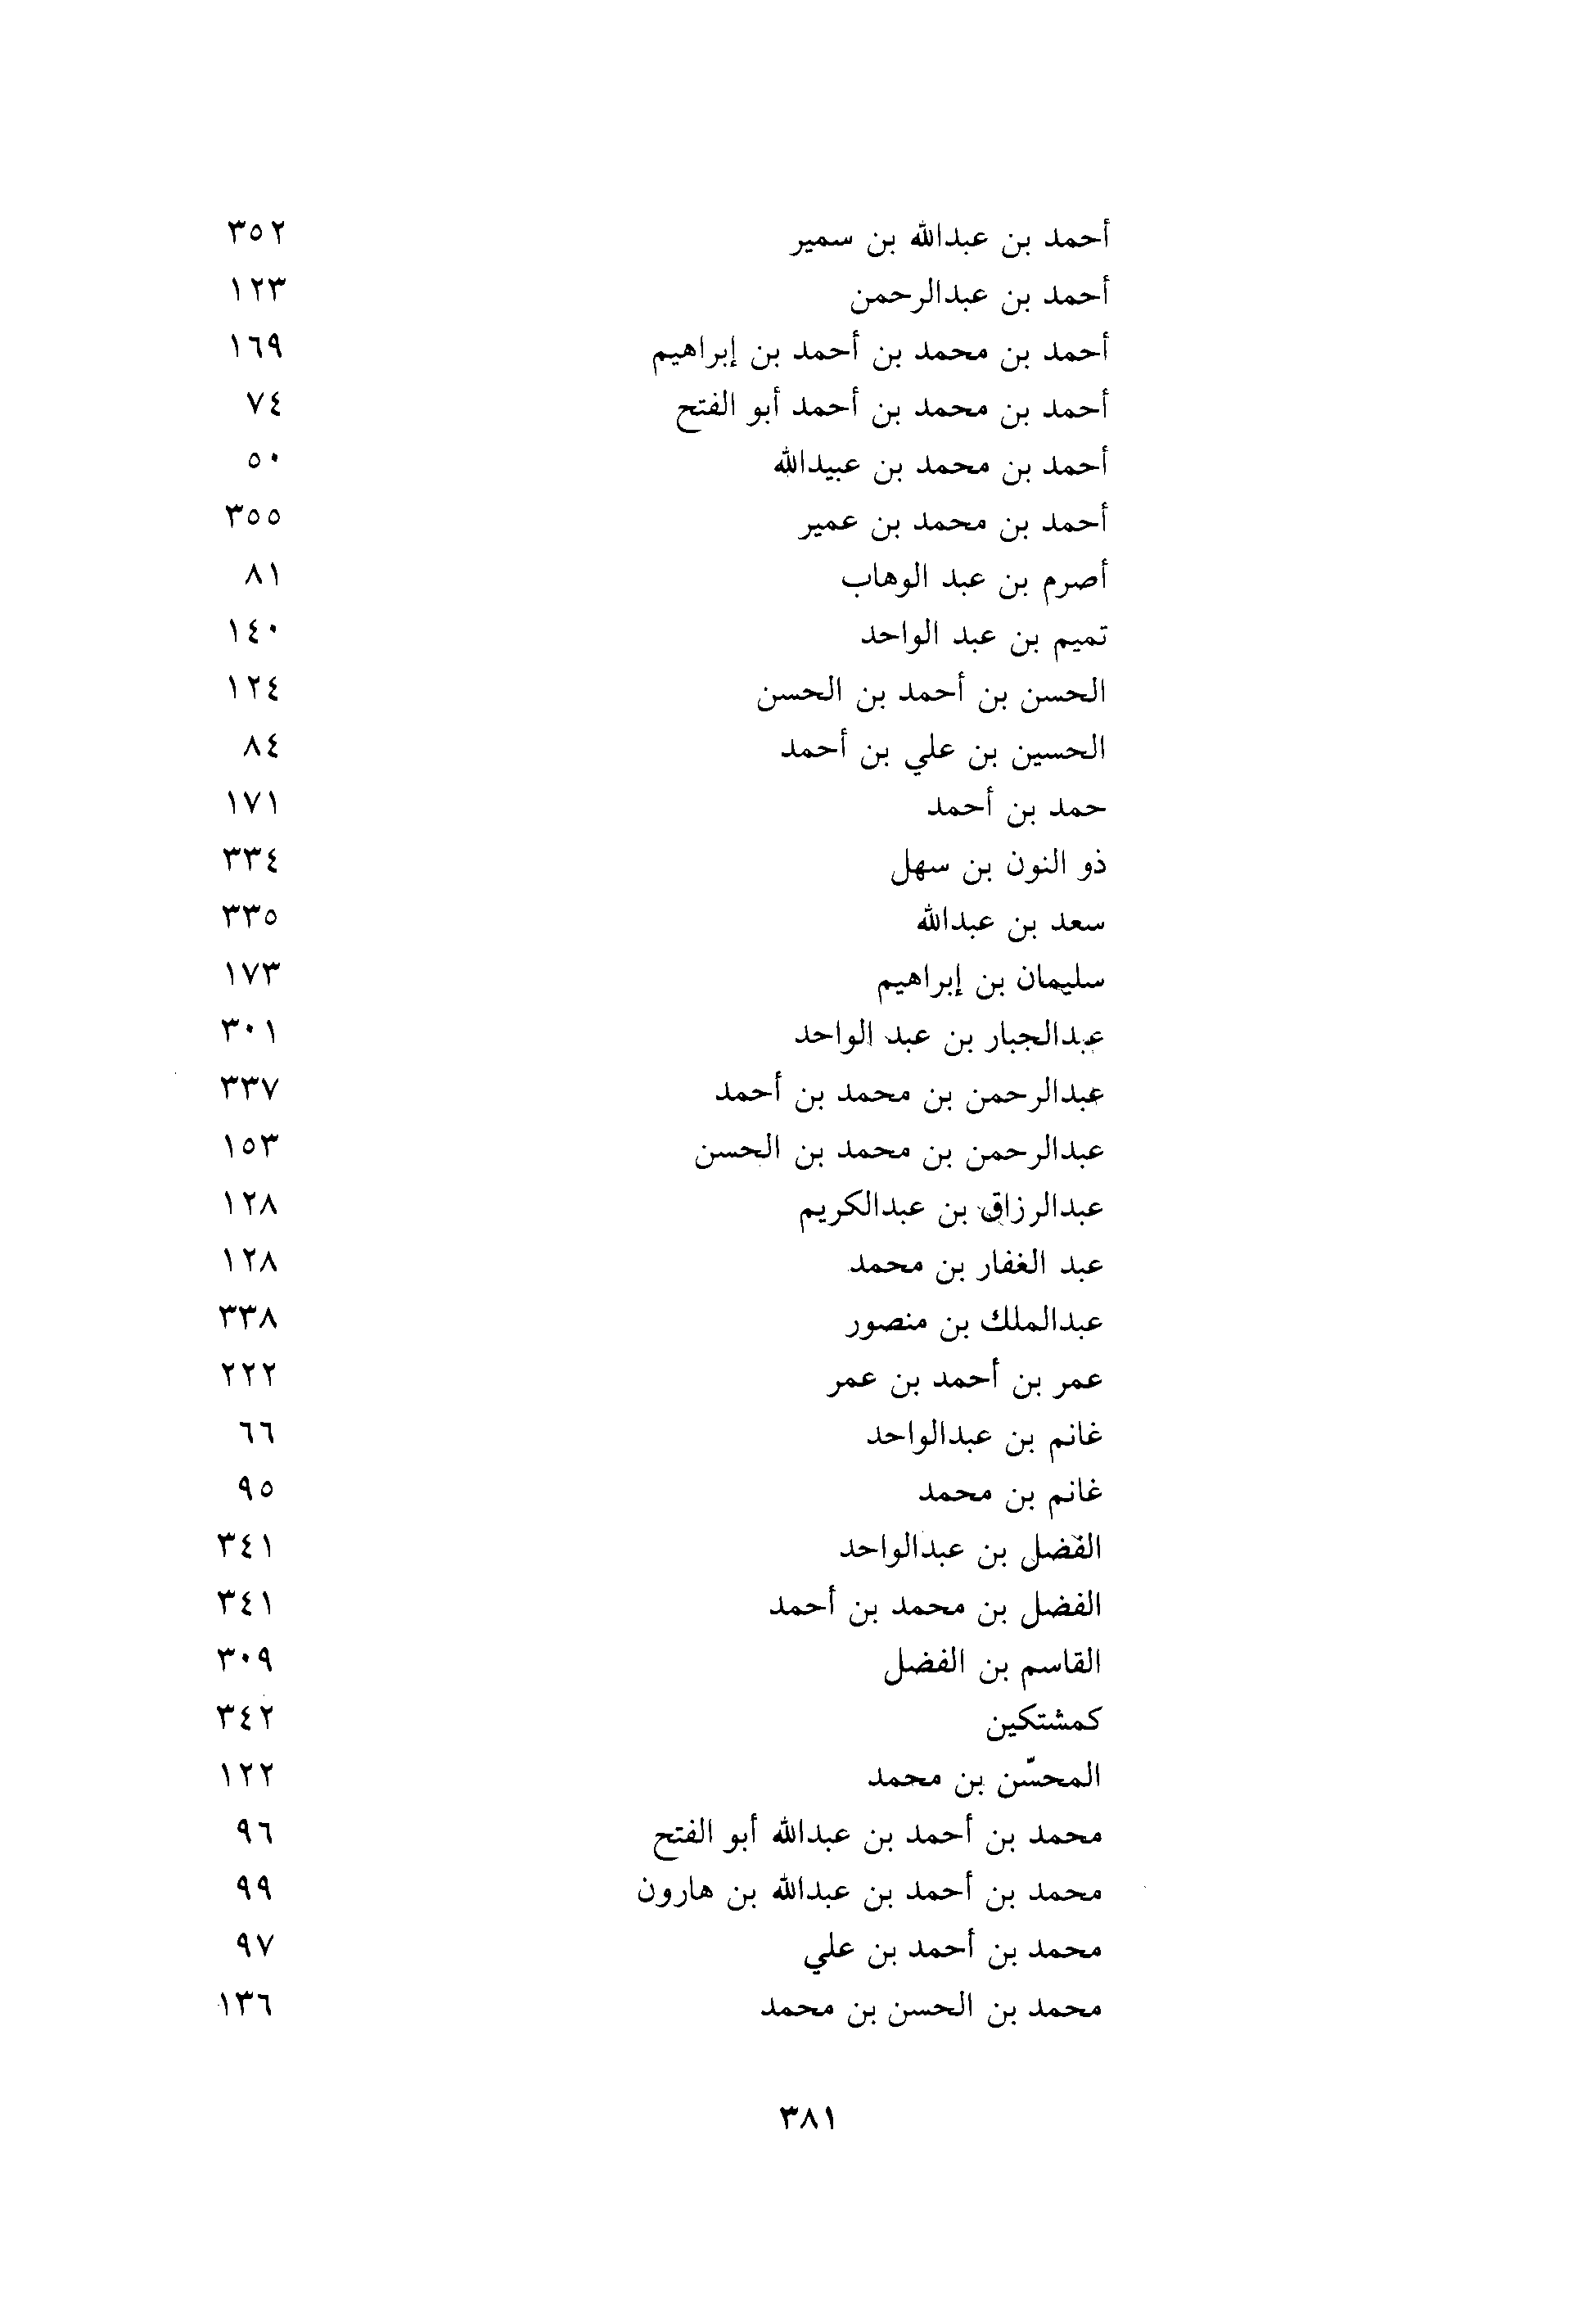 أحمد بن عبدالله بن سمير ٣٥٢
أحمد بن عبدالرحمن ١٢٣
أحمد بن محمد بن أحمد بن إبراهيم ١٦٩
أحمد بن محمد بن أحمد أبو الفتح ٧٤
أحمد بن محمد بن عبيدالله ٥٠
أحمد بن محمد بن عمير ٣٥٥
أصرم بن عبد الوهاب ٨١
تميم بن عبد الواحد ١٤٠
الحسن بن أحمد بن الحسن ١٢٤
الحسين بن علي بن أحمد ٨٤
حمد بن أحمد ١٧١
ذو النون بن سهل ٣٣٤
سعد بن عبدالله ٣٣٥
سليمان بن إبراهيم ١٧٣
عبدالجبار بن عبد الواحد ٣٠١
عبدالرحمن بن محمد بن أحمد ٣٣٧
عبدالرحمن بن محمد بن الحسن ١٥٣
عبدالرزاق بن عبدالكريم ١٢٨
عبد الغفار بن محمد ١٢٨
عبدالملك بن منصور ٣٣٨
عمر بن أحمد بن عمر ٢٢٢
غانم بن عبدالواحد ٦٦
غانم بن محمد ٩٥
الفضل بن عبدالواحد ٣٤١
الفضل بن محمد بن أحمد ٣٤١
القاسم بن الفضل ٣٠٩
كمشتكين ٣٤٢
المحسّن بن محمد ١٢٢
محمد بن أحمد بن عبدالله أبو الفتح ٩٦
محمد بن أحمد بن عبدالله بن هارون ٩٩
محمد بن أحمد بن علي ٩٧
محمد بن الحسن بن محمد ١٣٦
٣٨١